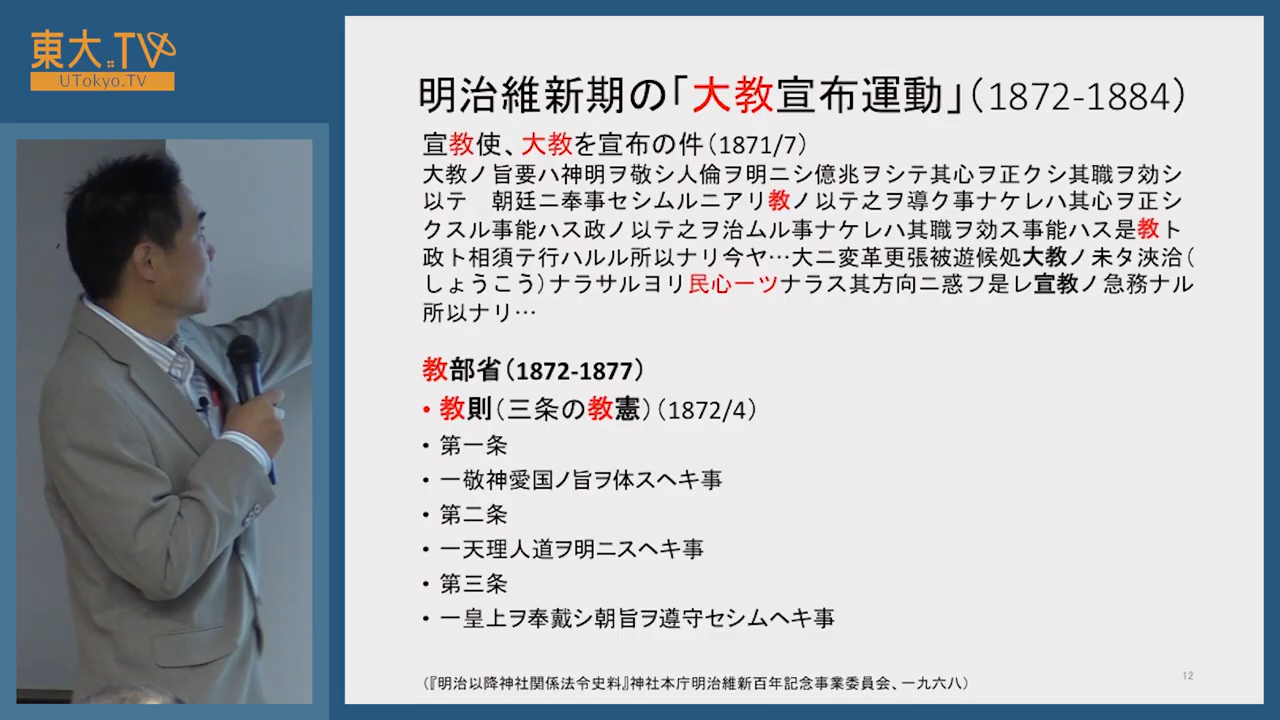 東大.TV
UTokyo.TV
明治維新期の「大教宣布運動」（1872-1884）
宣教使、大教を宣布の件（1871/7）
大教ノ旨要ハ神明ヲ敬シ人倫ヲ明ニシ億兆ヲシテ其心ヲ正クシ其職ヲ効シ
以テ　朝廷ニ奉事セシムルニアリ教ノ以テ之ヲ導ク事ナケレハ其心ヲ正シ
クスル事能ハス政ノ以テ之ヲ治ムル事ナケレハ其職ヲ効ス事能ハス是教ト
政ト相須テ行ハルル所以ナリ今ヤ…大ニ変革更張被遊候処大教ノ未タ浹洽（
しょうこう）ナラサルヨリ民心一ツナラス其方向ニ惑フ是レ宣教ノ急務ナル
所以ナリ…
教部省（1872-1877）
• 教則（三条の教憲）（1872/4）
• 第一条
• 一敬神愛国ノ旨ヲ体スヘキ事
• 第二条
• 一天理人道ヲ明ニスヘキ事
• 第三条
• 一皇上ヲ奉戴シ朝旨ヲ遵守セシムヘキ事
（『明治以降神社関係法令史料』神社本庁明治維新百年記念事業委員会、一九六八）
12